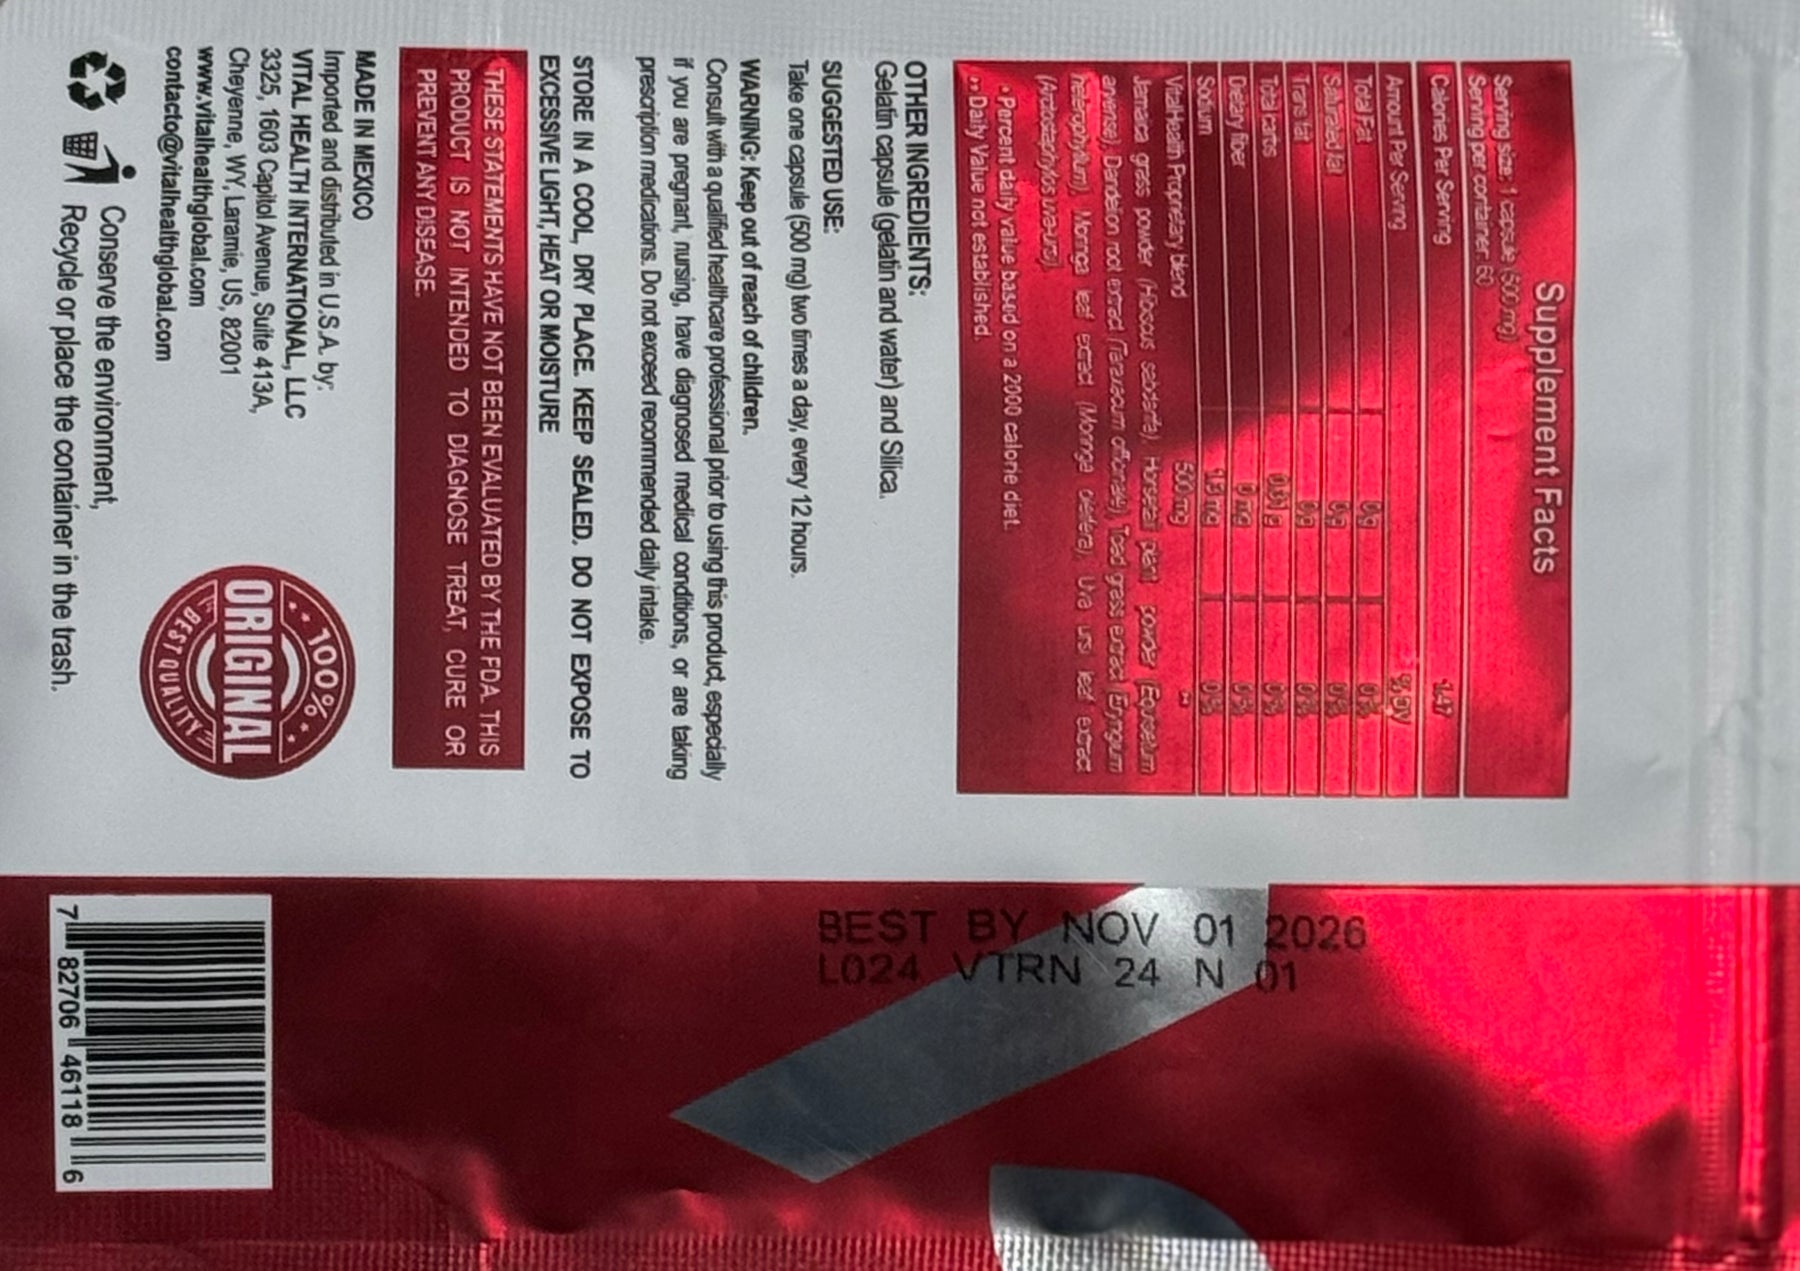 Supplement Facts
Serving size: 1 capsule (500mg)
Serving per container: 60
Calories Per Serving 1.47
Amount Per Serving % DV
Total Fat 0g 0%
Saturated fat 0g 0%
Trans fat 0g 0%
Total carbs 0%
Dietary fiber
Sodium 0%
VitalHealth Proprietary blend 500 mg **
Jamaica grass powder (Hibiscus sabdariffa), Horsetail plant powder (Equisetum
arvense), Dandelion root extract (Taraxacum officinale), Toad grass extract (Eryngium
heterophyllum), Moringa leaf extract (Moringa oleifera), Uva ursi leaf extract
(Arctostaphylos uva-ursi).
• Percent daily value based on a 2000 calorie diet.
•• Daily Value not established.
OTHER INGREDIENTS:
Gelatin capsule (gelatin and water) and Silica.
SUGGESTED USE:
Take one capsule (500 mg) two times a day, every 12 hours.
WARNING: Keep out of reach of children.
Consult with a qualified healthcare professional prior to using this product, especially
if you are pregnant, nursing, have diagnosed medical conditions, or are taking
prescription medications. Do not exceed recommended daily intake.
STORE IN A COOL, DRY PLACE. KEEP SEALED. DO NOT EXPOSE TO
EXCESSIVE LIGHT, HEAT OR MOISTURE
THESE STATEMENTS HAVE NOT BEEN EVALUATED BY THE FDA. THIS
PRODUCT IS NOT INTENDED TO DIAGNOSE TREAT, CURE OR
PREVENT ANY DISEASE.
MADE IN MEXICO
Imported and distributed in U.S.A. by:
VITAL HEALTH INTERNATIONAL, LLC
3325, 1603 Capitol Avenue, Suite 413A,
Cheyenne, WY, Laramie, US, 82001
www.vitalhealthglobal.com
contacto@vitalhealthglobal.com
100%
ORIGINAL
BEST QUALITY
Conserve the environment,
Recycle or place the container in the trash.
BEST BY NOV 01 2026
L024 VTRN 24 N 01
7 82706 46118 6